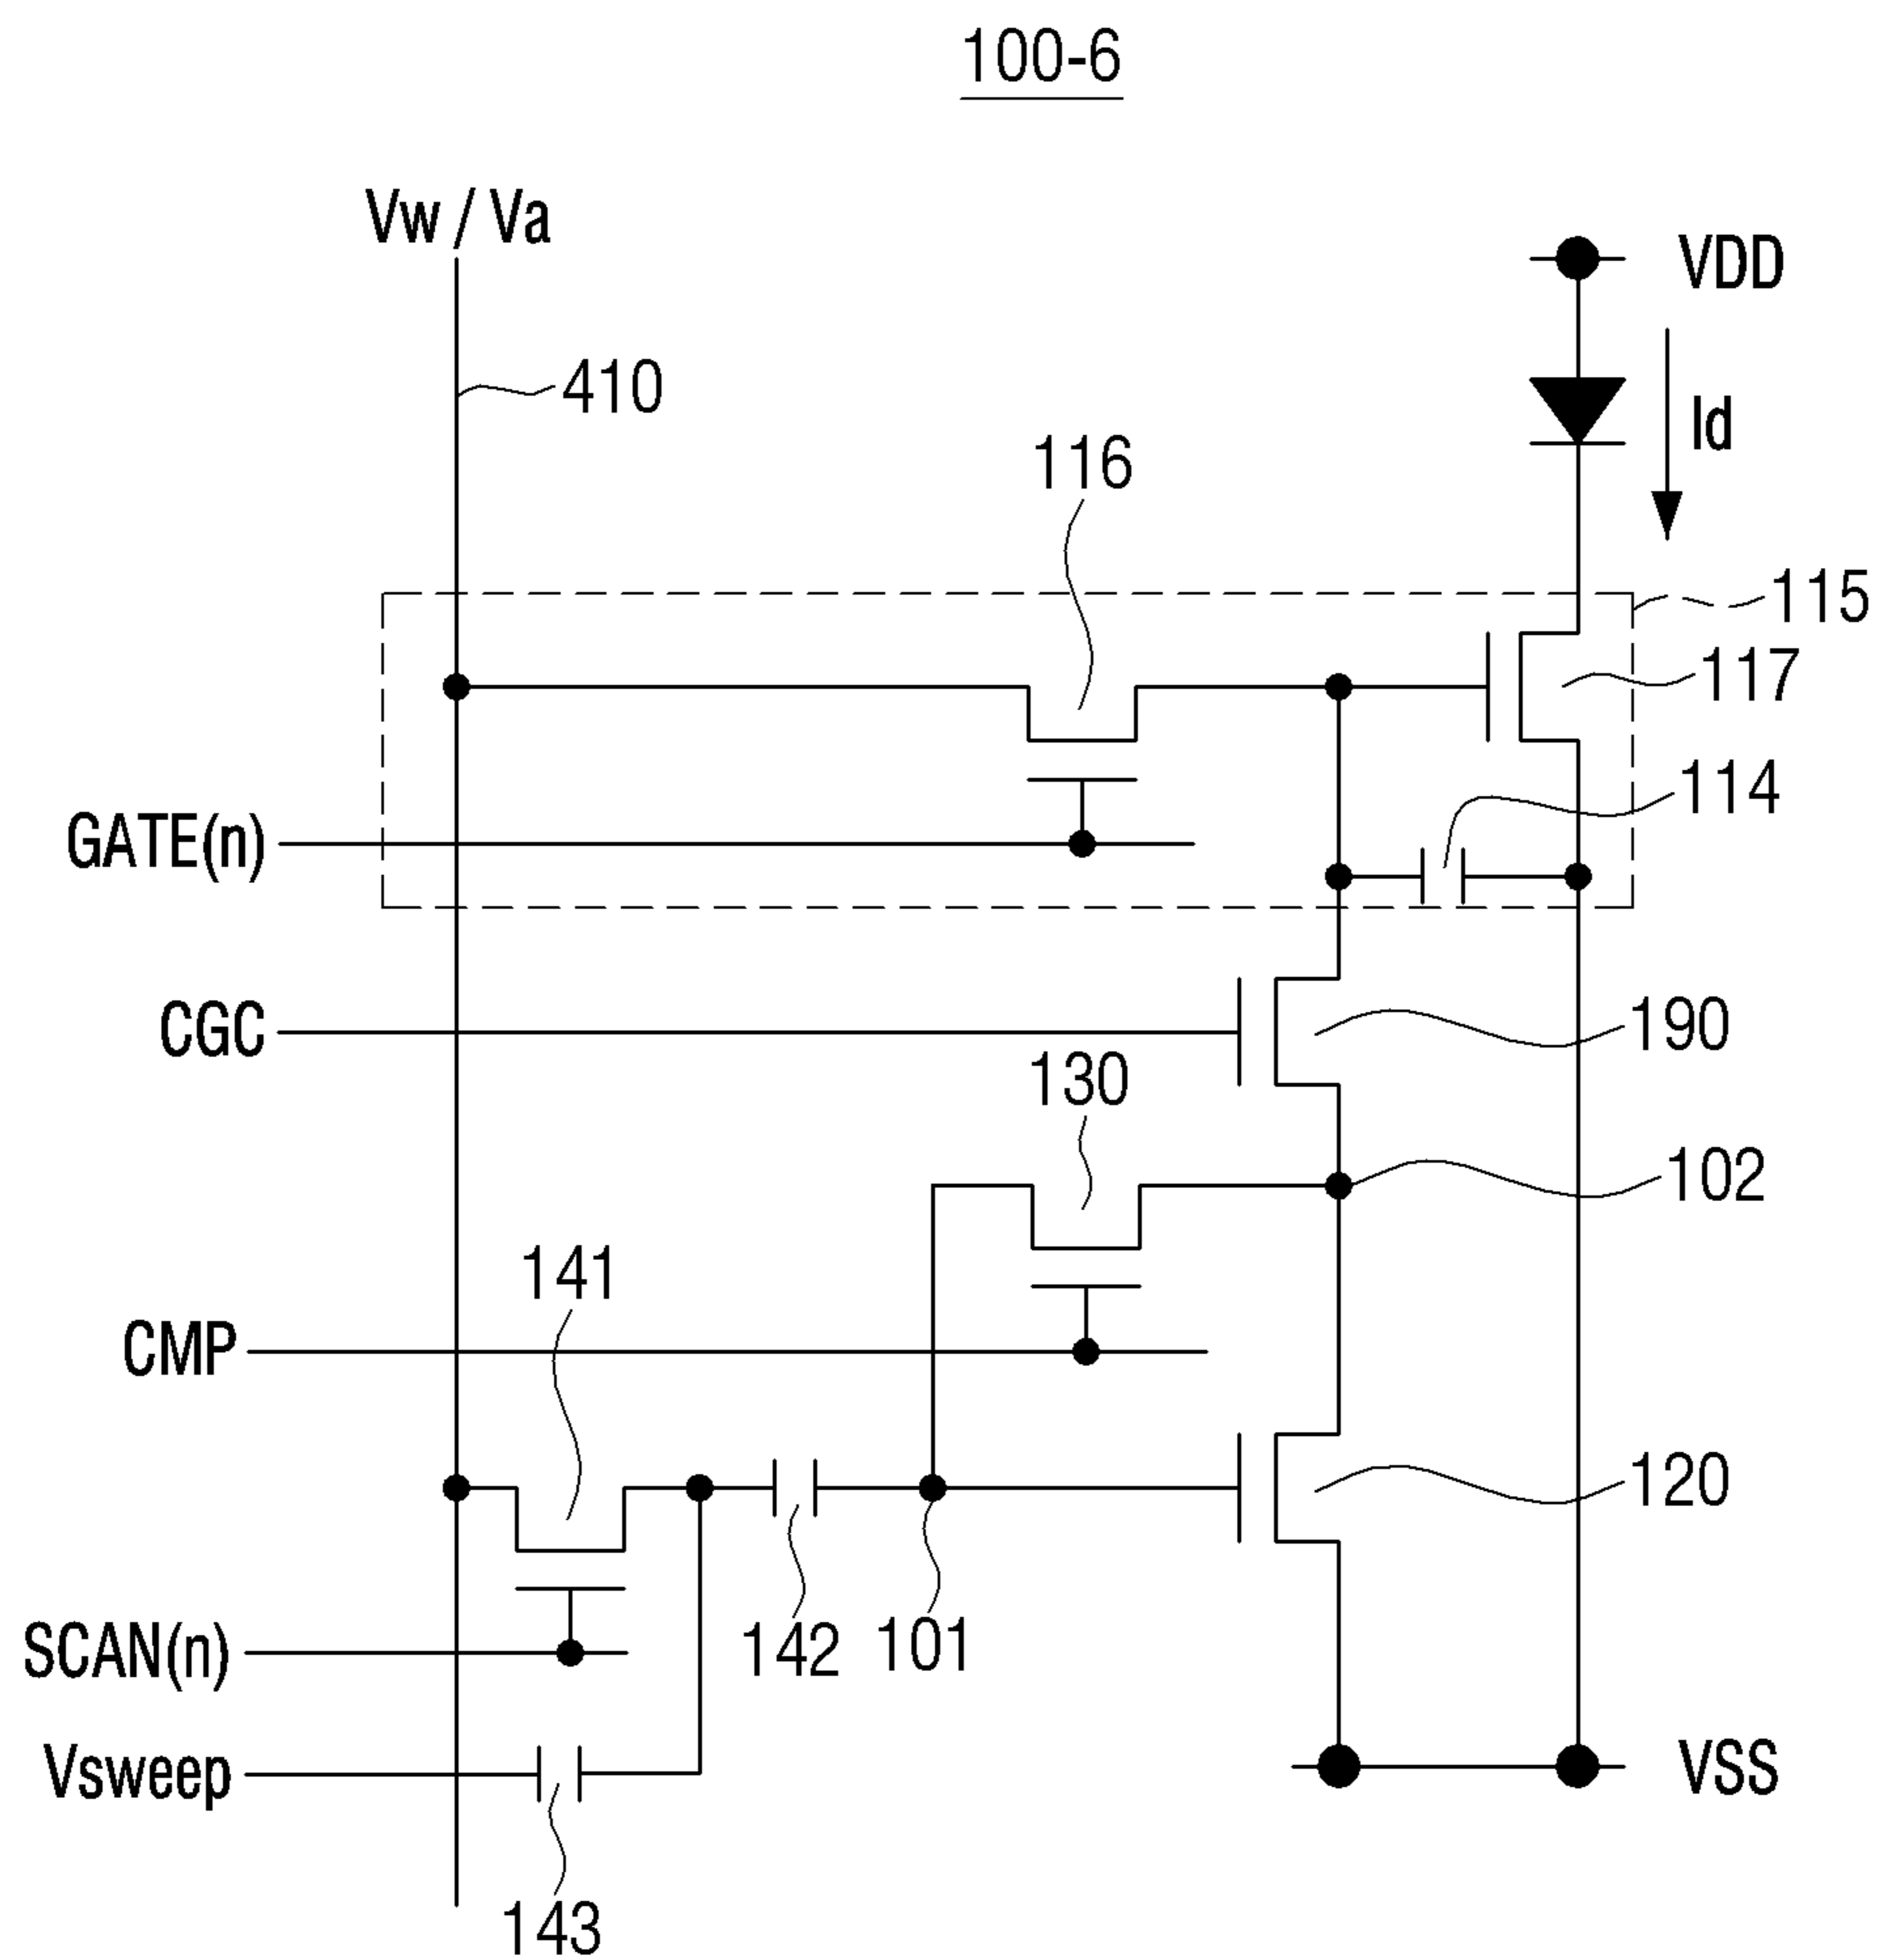 100-6
Vw / Va
VDD
410
Id
116
115
117
114
GATE(n)
CGC
190
130
102
141
CMP
120
142
101
SCAN(n)
Vsweep
VSS
143